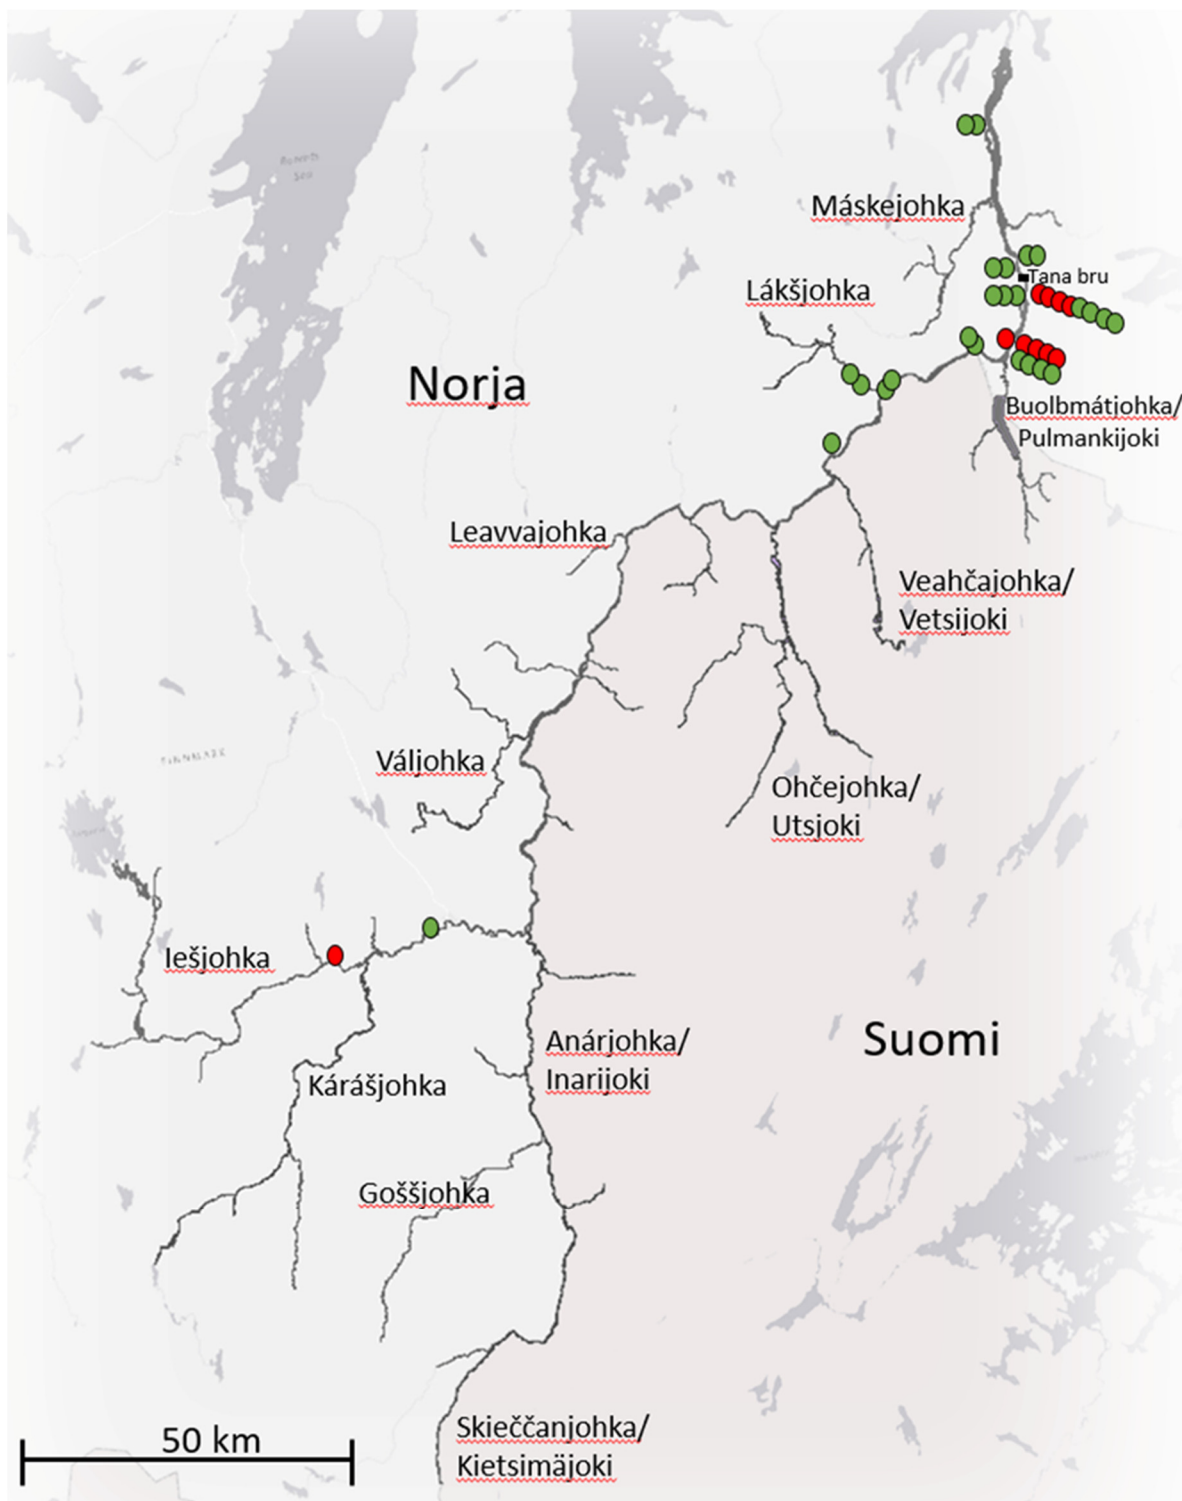 Máskejohka
Tana bru
Lákšjohka
Norja
Buolbmátjohka/
Pulmankijoki
Leavvajohka
Veahčajohka/
Vetsijoki
Váljohka
Ohčejohka/
Utsjoki
Iešjohka
Suomi
Anárjohka/
Inarijoki
Kárášjohka
Goššjohka
Skieččanjohka/
Kietsimäjoki
50 km